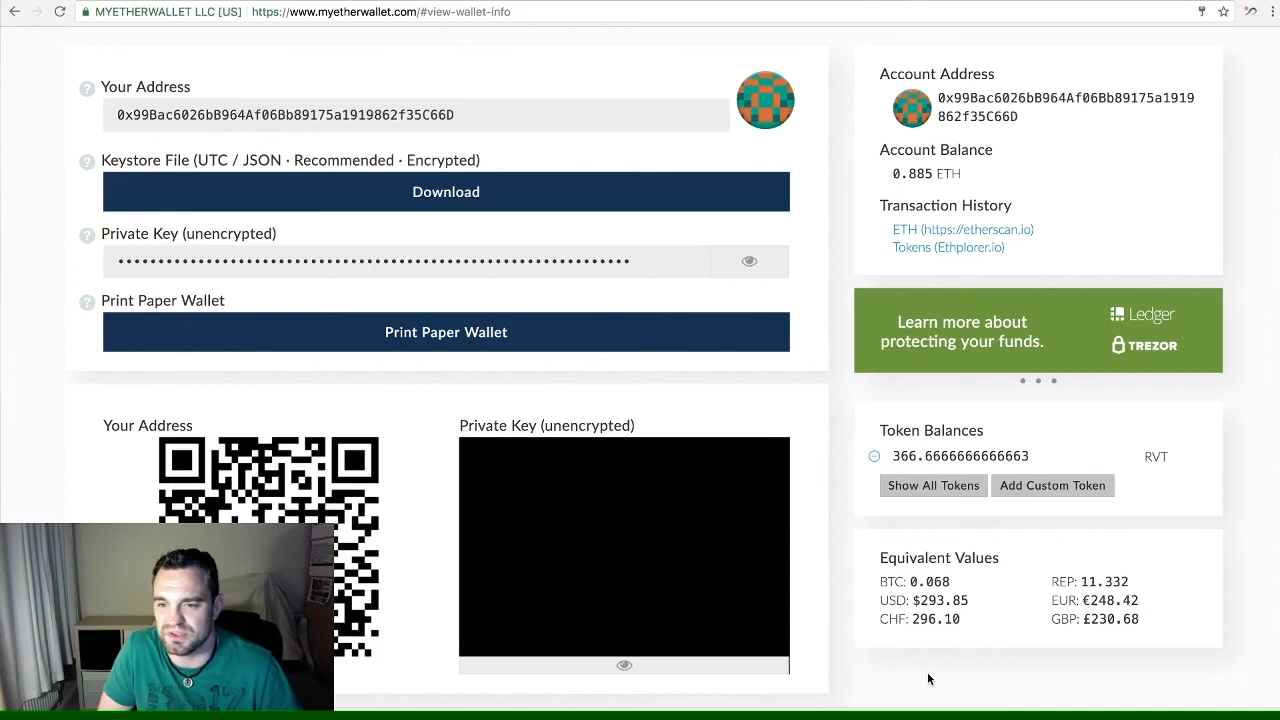 MYETHERWALLET LLC [US] https://www.myetherwallet.com/#view-wallet-info
Your Address
0x99Bac6026bB964Af06Bb89175a1919862f35C66D
Keystore File (UTC / JSON · Recommended · Encrypted)
Download
Private Key (unencrypted)
Print Paper Wallet
Print Paper Wallet
Your Address
Private Key (unencrypted)
Account Address
0x99Bac6026bB964Af06Bb89175a1919
862f35C66D
Account Balance
0.885 ETH
Transaction History
ETH (https://etherscan.io)
Tokens (Ethplorer.io)
Learn more about
protecting your funds.
Ledger
TREZOR
Token Balances
366.6666666666663 RVT
Show All Tokens Add Custom Token
Equivalent Values
BTC: 0.068 REP: 11.332
USD: $293.85 EUR: €248.42
CHF: 296.10 GBP: £230.68